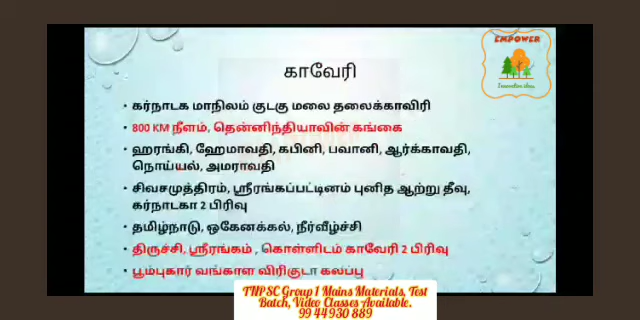 EMPOWER
காவேரி
• கர்நாடக மாநிலம் குடகு மலை தலைக்காவிரி
• 800 KM நீளம், தென்னிந்தியாவின் கங்கை
• ஹரங்கி, ஹேமாவதி, கபினி, பவானி, ஆர்க்காவதி,
நொய்யல், அமராவதி
• சிவசமுத்திரம், ஸ்ரீரங்கப்பட்டினம் புனித ஆற்று தீவு,
கர்நாடகா 2 பிரிவு
• தமிழ்நாடு, ஒகேனக்கல், நீர்வீழ்ச்சி
• திருச்சி, ஸ்ரீரங்கம் , கொள்ளிடம் காவேரி 2 பிரிவு
• பூம்புகார் வங்காள விரிகுடா கலப்பு
TNPSC Group 1 Mains Materials, Test
Batch, Video Classes Available.
99 44 930 889